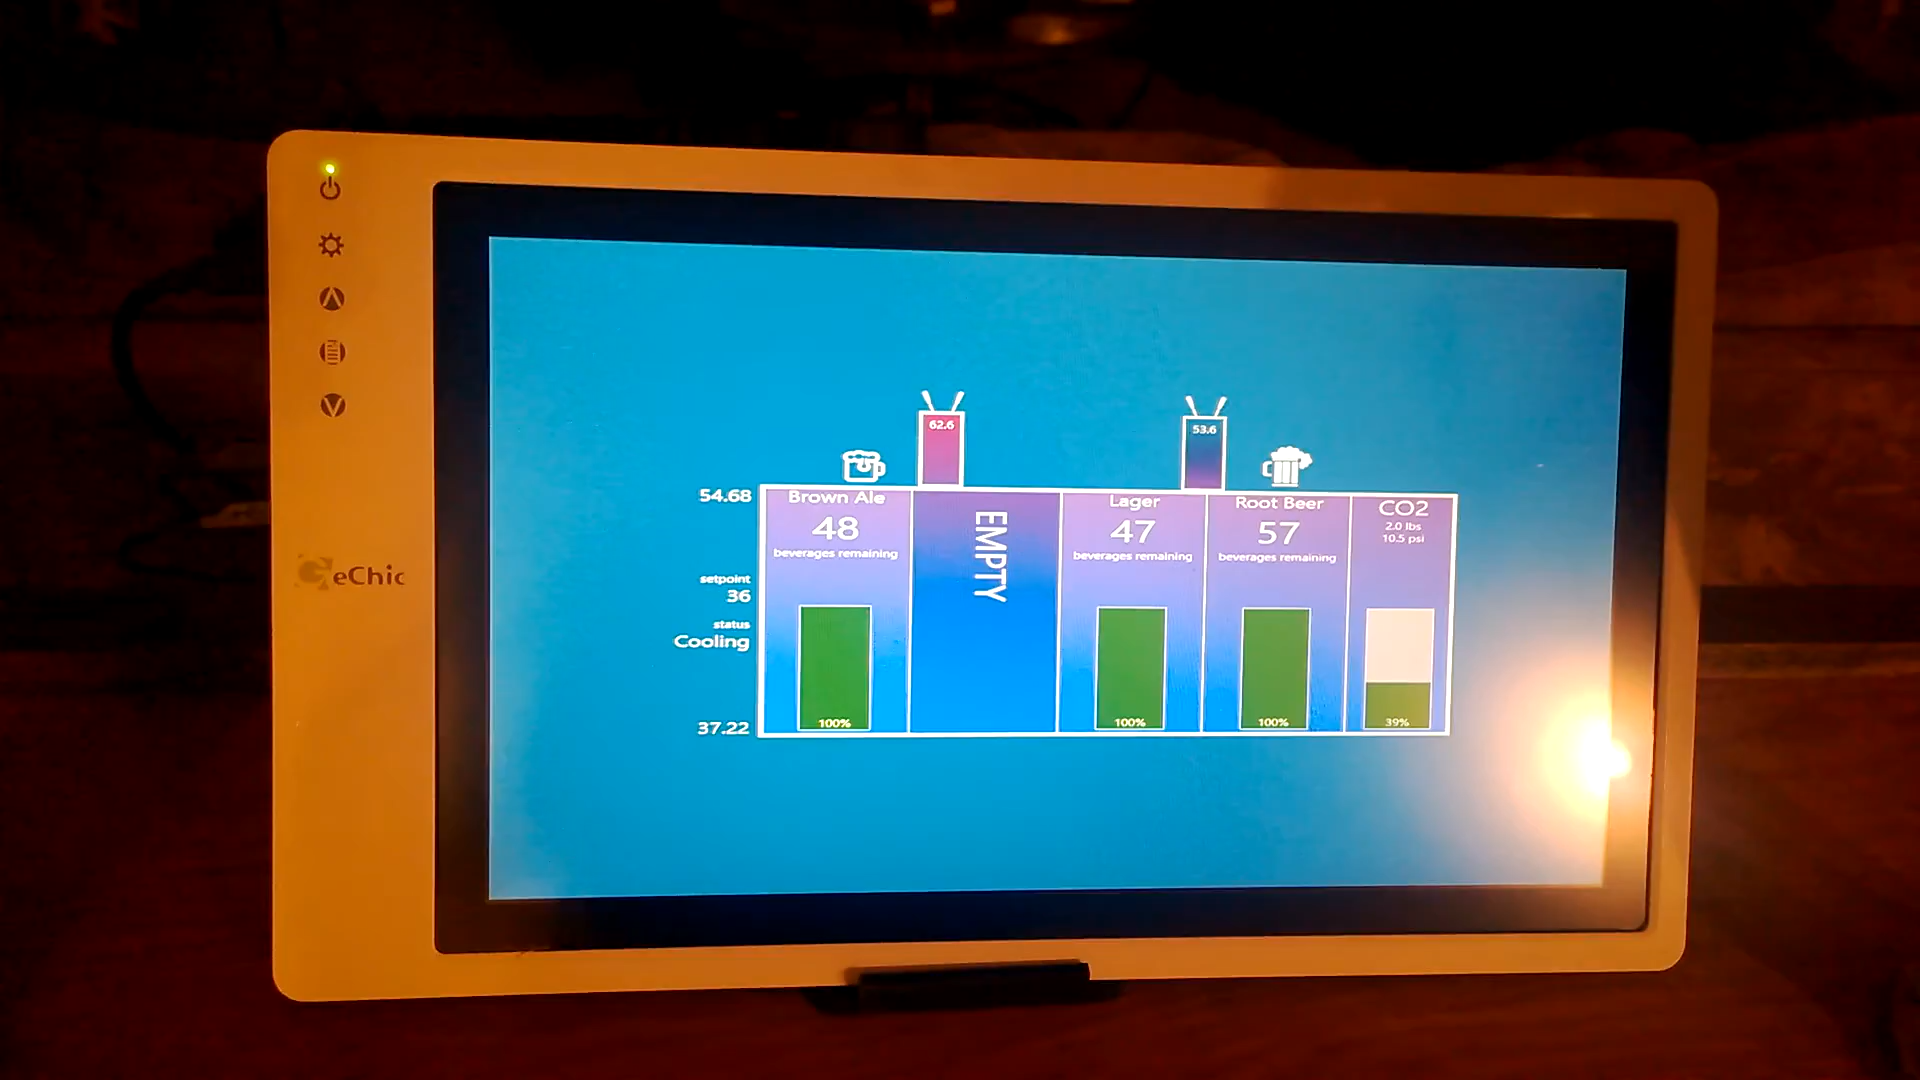 62.6
53.6
54.68
Brown Ale
48
beverages remaining
EMPTY
Lager
47
beverages remaining
Root Beer
57
beverages remaining
CO2
2.0 lbs
10.5 psi
setpoint
36
status
Cooling
100%
100%
100%
39%
37.22
GeChic